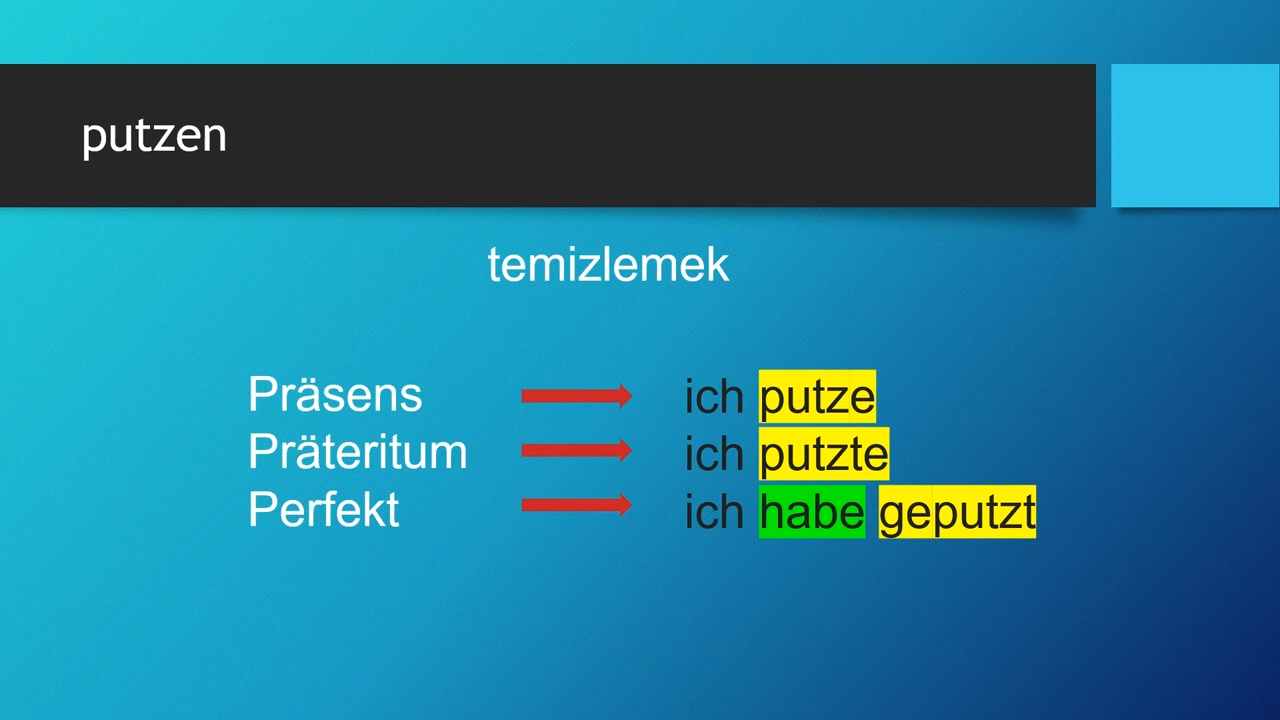 putzen
temizlemek
Präsens ich putze
Präteritum ich putzte
Perfekt ich habe geputzt